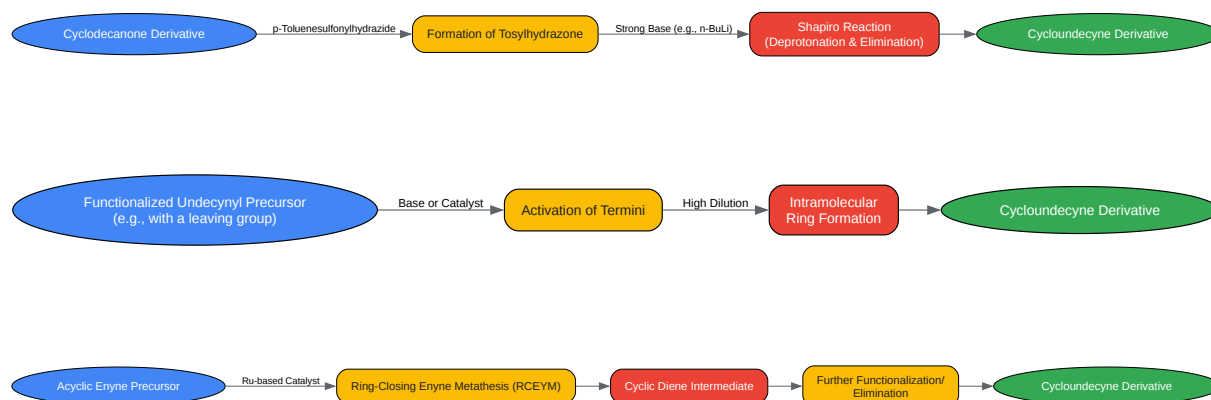 Cyclodecanone Derivative
p-Toluenesulfonylhydrazide
Formation of Tosylhydrazone
Strong Base (e.g., n-BuLi)
Shapiro Reaction
(Deprotonation & Elimination)
Cycloundecyne Derivative
Functionalized Undecynyl Precursor
(e.g., with a leaving group)
Base or Catalyst
Activation of Termini
High Dilution
Intramolecular
Ring Formation
Cycloundecyne Derivative
Acyclic Enyne Precursor
Ru-based Catalyst
Ring-Closing Enyne Metathesis (RCEYM)
Cyclic Diene Intermediate
Further Functionalization/
Elimination
Cycloundecyne Derivative